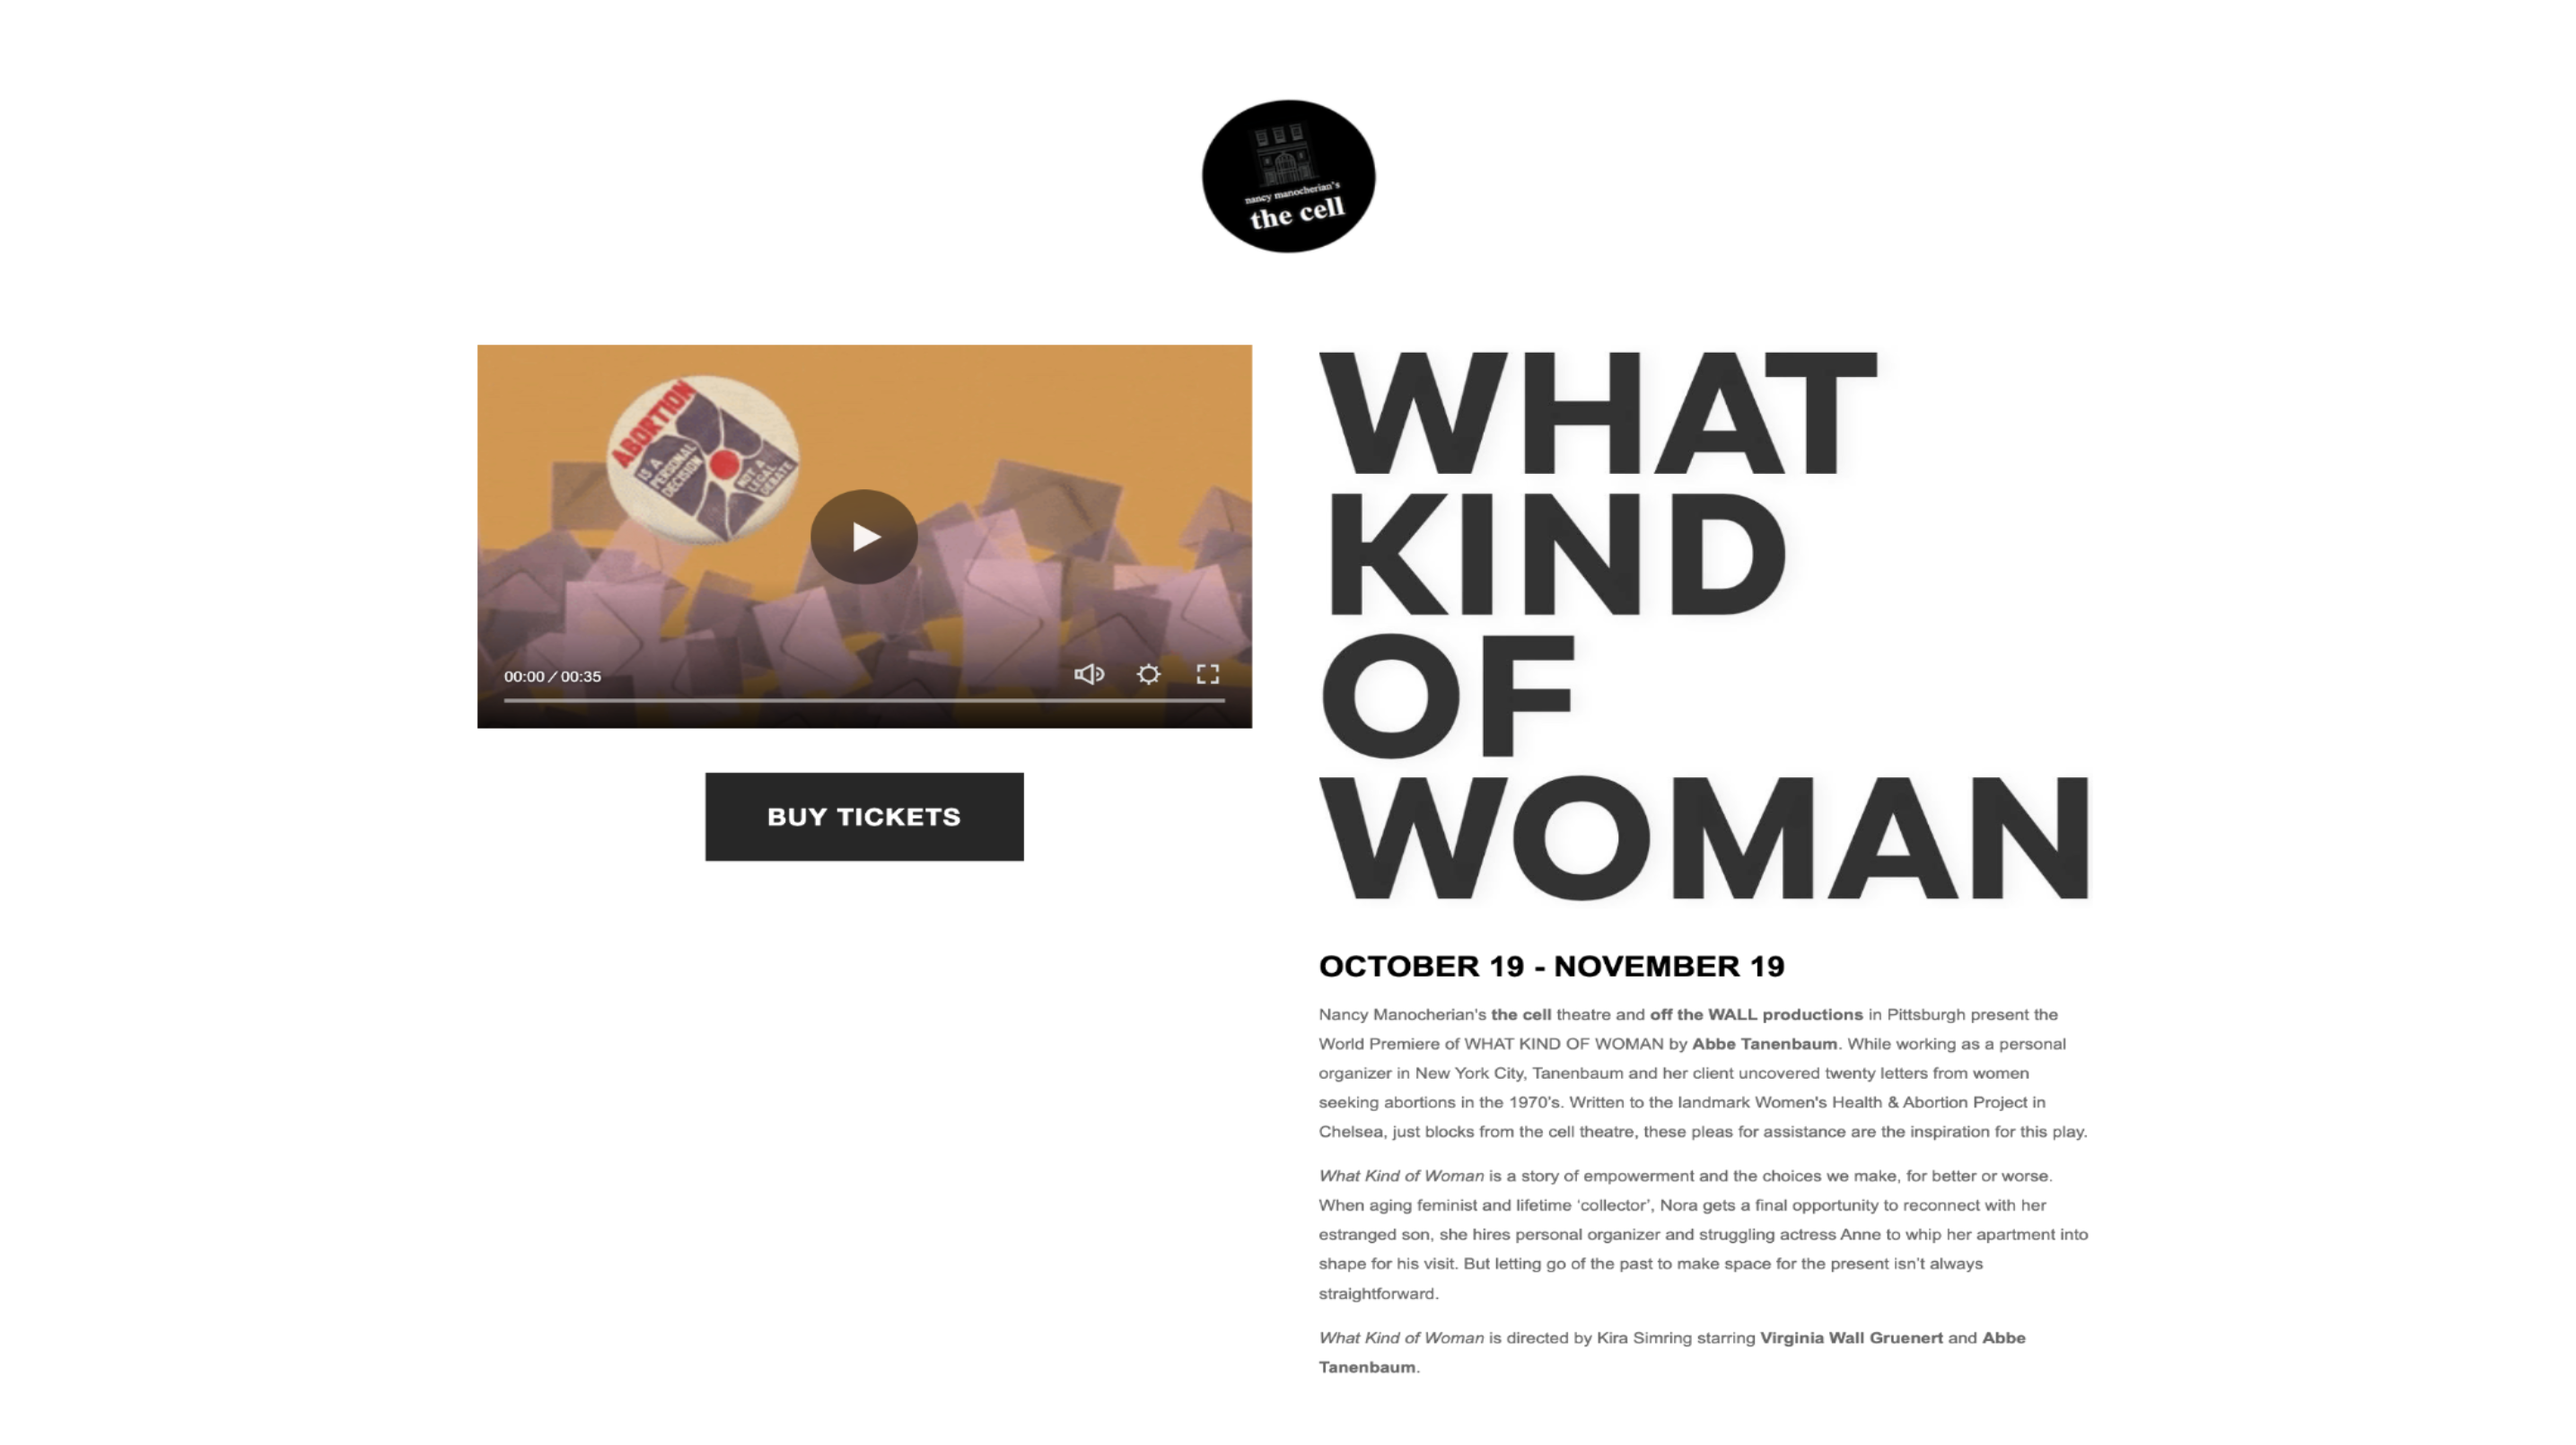 nancy manocherian's
the cell
ABORTION
IS A
PERSONAL
DECISION
NOT A
LEGAL
DEBATE
00:00 / 00:35
BUY TICKETS
WHAT
KIND
OF
WOMAN
OCTOBER 19 - NOVEMBER 19
Nancy Manocherian's the cell theatre and off the WALL productions in Pittsburgh present the
World Premiere of WHAT KIND OF WOMAN by Abbe Tanenbaum. While working as a personal
organizer in New York City, Tanenbaum and her client uncovered twenty letters from women
seeking abortions in the 1970's. Written to the landmark Women's Health & Abortion Project in
Chelsea, just blocks from the cell theatre, these pleas for assistance are the inspiration for this play.
What Kind of Woman is a story of empowerment and the choices we make, for better or worse.
When aging feminist and lifetime ‘collector’, Nora gets a final opportunity to reconnect with her
estranged son, she hires personal organizer and struggling actress Anne to whip her apartment into
shape for his visit. But letting go of the past to make space for the present isn’t always
straightforward.
What Kind of Woman is directed by Kira Simring starring Virginia Wall Gruenert and Abbe
Tanenbaum.